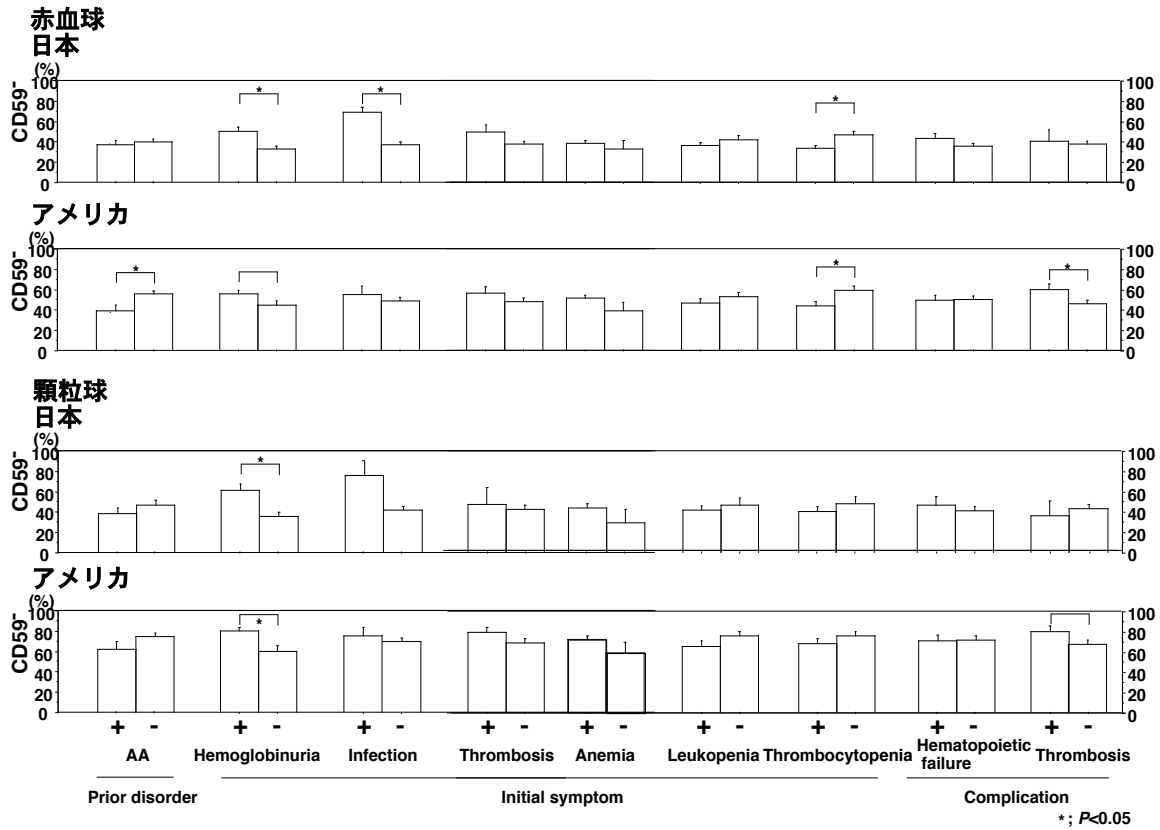 赤血球
日本
(%)
100 100
* * *
80 80
60 60
40 40
20 20
0 0
CD59-
アメリカ
(%)
100 100
* * *
80 80
60 60
40 40
20 20
0 0
CD59-
顆粒球
日本
(%)
100 100
*
80 80
60 60
40 40
20 20
0 0
CD59-
アメリカ
(%)
100 100
*
80 80
60 60
40 40
20 20
0 0
CD59-
+ - + - + - + - + - + - + - + - + -
AA Hemoglobinuria Infection Thrombosis Anemia Leukopenia Thrombocytopenia Hematopoietic failure Thrombosis
Prior disorder Initial symptom Complication
*; P<0.05